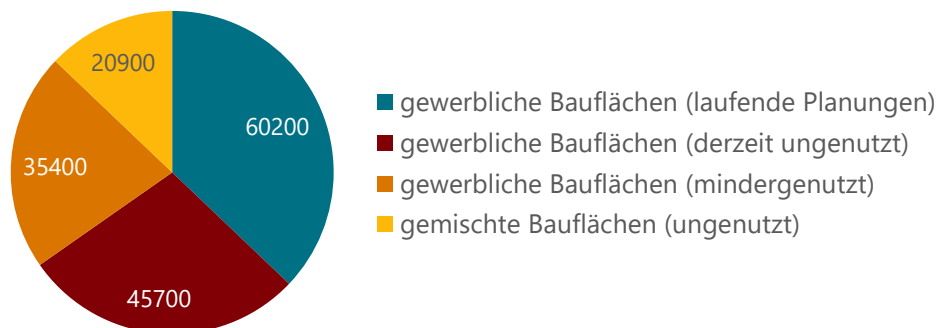 20900
60200
35400
45700
gewerbliche Bauflächen (laufende Planungen)
gewerbliche Bauflächen (derzeit ungenutzt)
gewerbliche Bauflächen (mindergenutzt)
gemischte Bauflächen (ungenutzt)